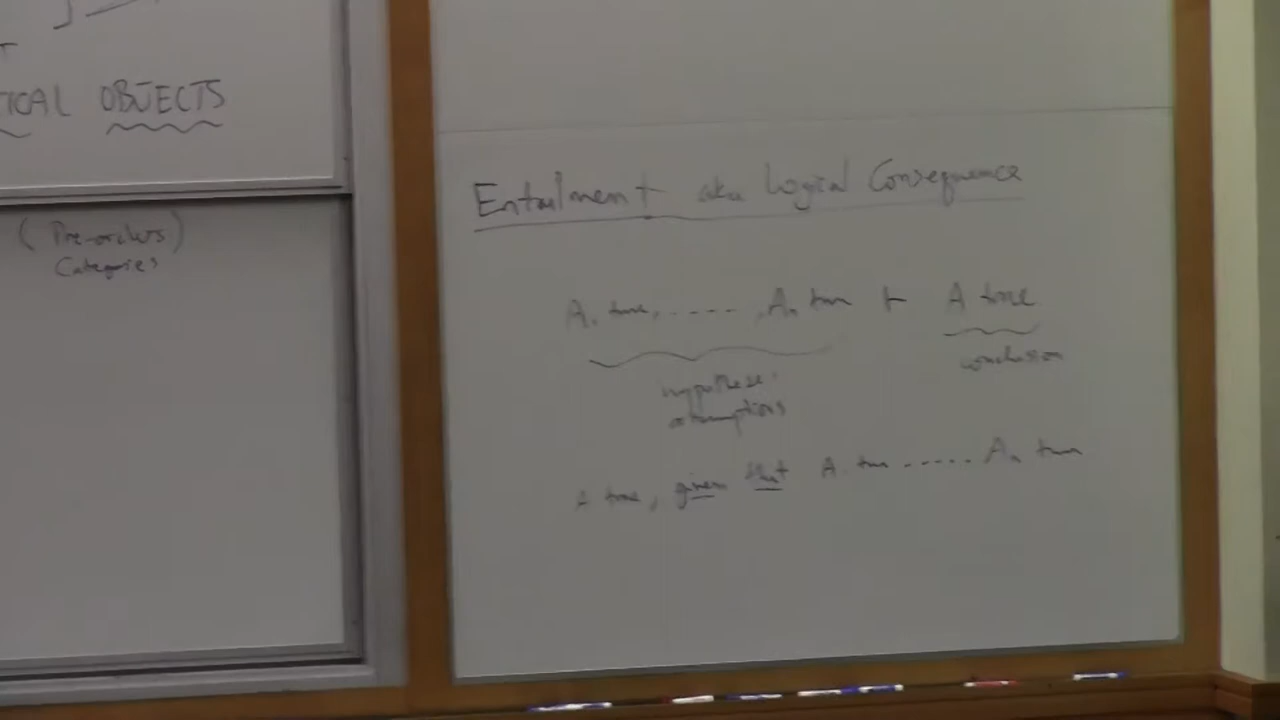 OBJECTS
(Pre-orders)
Categories
Entailment aka Logical Consequence
A₁ true, ..... , Aₙ true ⊢ A true
conclusion
hypotheses
assumptions
A true, given that A₁ true ...... Aₙ true